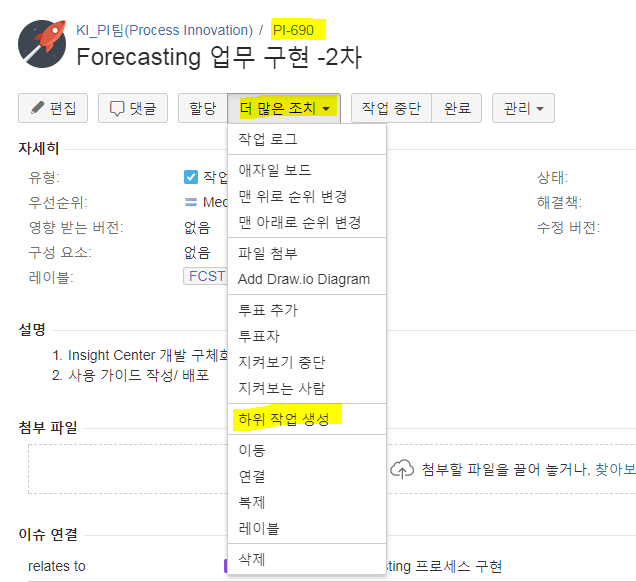 KI_PI팀(Process Innovation) / PI-690
Forecasting 업무 구현 -2차
편집 댓글 할당 더 많은 조치 작업 중단 완료 관리
작업 로그
애자일 보드
맨 위로 순위 변경
맨 아래로 순위 변경
파일 첨부
Add Draw.io Diagram
투표 추가
투표자
지켜보기 중단
지켜보는 사람
하위 작업 생성
이동
연결
복제
레이블
삭제
자세히
유형: 작업 상태:
우선순위: Med 해결책:
영향 받는 버전: 없음 수정 버전:
구성 요소: 없음
레이블: FCST
설명
1. Insight Center 개발 구체화
2. 사용 가이드 작성/ 배포
첨부 파일
첨부할 파일을 끌어 놓거나, 찾아보
이슈 연결
relates to sting 프로세스 구현